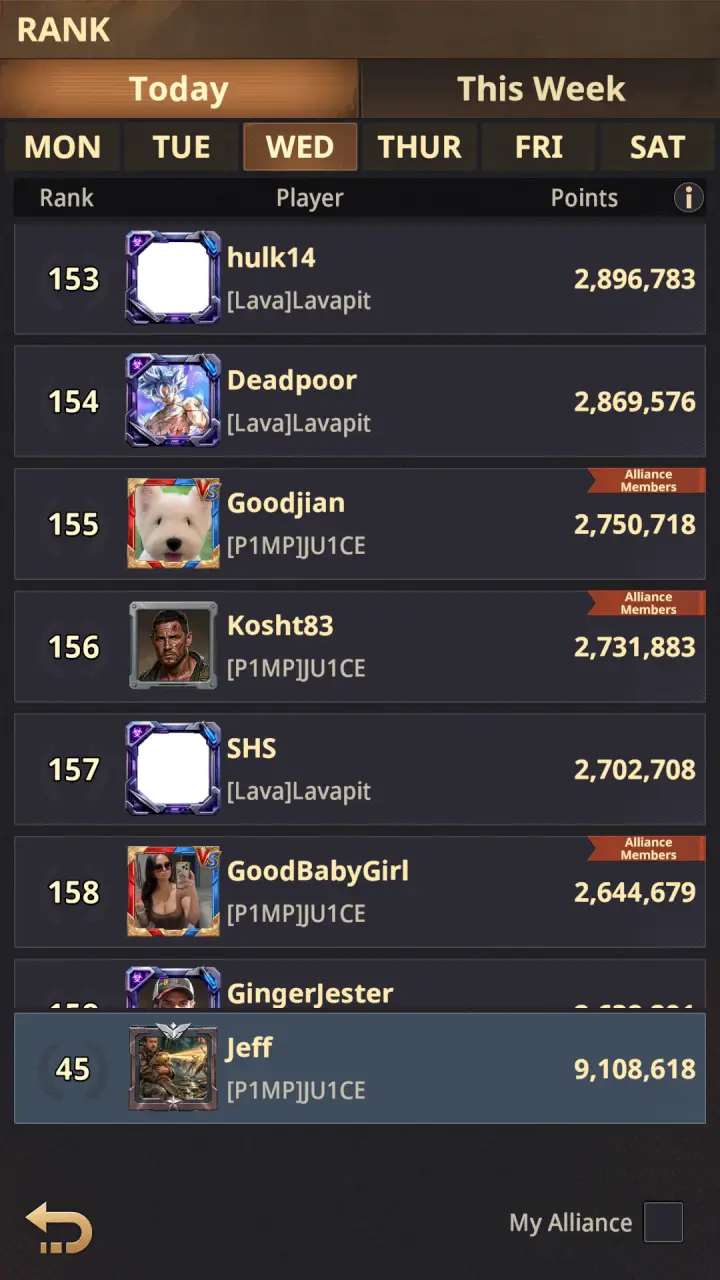 RANK
Today
This Week
MON
TUE
WED
THUR
FRI
SAT
Rank
Player
Points
153
hulk14
[Lava]Lavapit
2,896,783
154
Deadpoor
[Lava]Lavapit
2,869,576
155
Goodjian
[P1MP]JU1CE
Alliance
Members
2,750,718
156
Kosht83
[P1MP]JU1CE
Alliance
Members
2,731,883
157
SHS
[Lava]Lavapit
2,702,708
158
GoodBabyGirl
[P1MP]JU1CE
Alliance
Members
2,644,679
GingerJester
45
Jeff
[P1MP]JU1CE
9,108,618
My Alliance